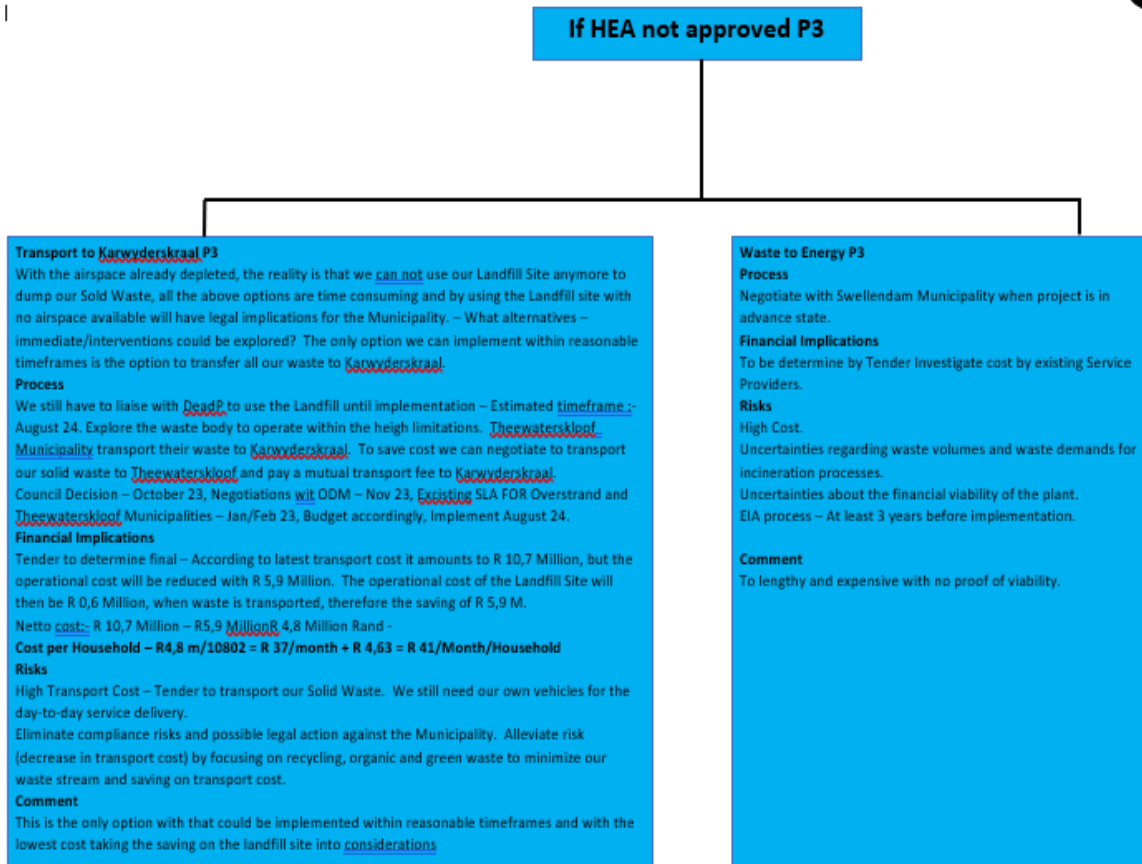 If HEA not approved P3
Transport to Karwyderskraal P3
With the airspace already depleted, the reality is that we can not use our Landfill Site anymore to
dump our Sold Waste, all the above options are time consuming and by using the Landfill site with
no airspace available will have legal implications for the Municipality. – What alternatives –
immediate/interventions could be explored?  The only option we can implement within reasonable
timeframes is the option to transfer all our waste to Karwyderskraal.
Process
We still have to liaise with DeadP to use the Landfill until implementation – Estimated timeframe :-
August 24. Explore the waste body to operate within the heigh limitations.  Theewaterskloof
Municipality transport their waste to Karwyderskraal.  To save cost we can negotiate to transport
our solid waste to Theewaterskloof and pay a mutual transport fee to Karwyderskraal.
Council Decision – October 23, Negotiations wit ODM – Nov 23, Excisting SLA FOR Overstrand and
Theewaterskloof Municipalities – Jan/Feb 23, Budget accordingly, Implement August 24.
Financial Implications
Tender to determine final – According to latest transport cost it amounts to R 10,7 Million, but the
operational cost will be reduced with R 5,9 Million.  The operational cost of the Landfill Site will
then be R 0,6 Million, when waste is transported, therefore the saving of R 5,9 M.
Netto cost:- R 10,7 Million – R5,9 MillionR 4,8 Million Rand -
Cost per Household – R4,8 m/10802 = R 37/month + R 4,63 = R 41/Month/Household
Risks
High Transport Cost – Tender to transport our Solid Waste.  We still need our own vehicles for the
day-to-day service delivery.
Eliminate compliance risks and possible legal action against the Municipality.  Alleviate risk
(decrease in transport cost) by focusing on recycling, organic and green waste to minimize our
waste stream and saving on transport cost.
Comment
This is the only option with that could be implemented within reasonable timeframes and with the
lowest cost taking the saving on the landfill site into considerations
Waste to Energy P3
Process
Negotiate with Swellendam Municipality when project is in
advance state.
Financial Implications
To be determine by Tender Investigate cost by existing Service
Providers.
Risks
High Cost.
Uncertainties regarding waste volumes and waste demands for
incineration processes.
Uncertainties about the financial viability of the plant.
EIA process – At least 3 years before implementation.
Comment
To lengthy and expensive with no proof of viability.